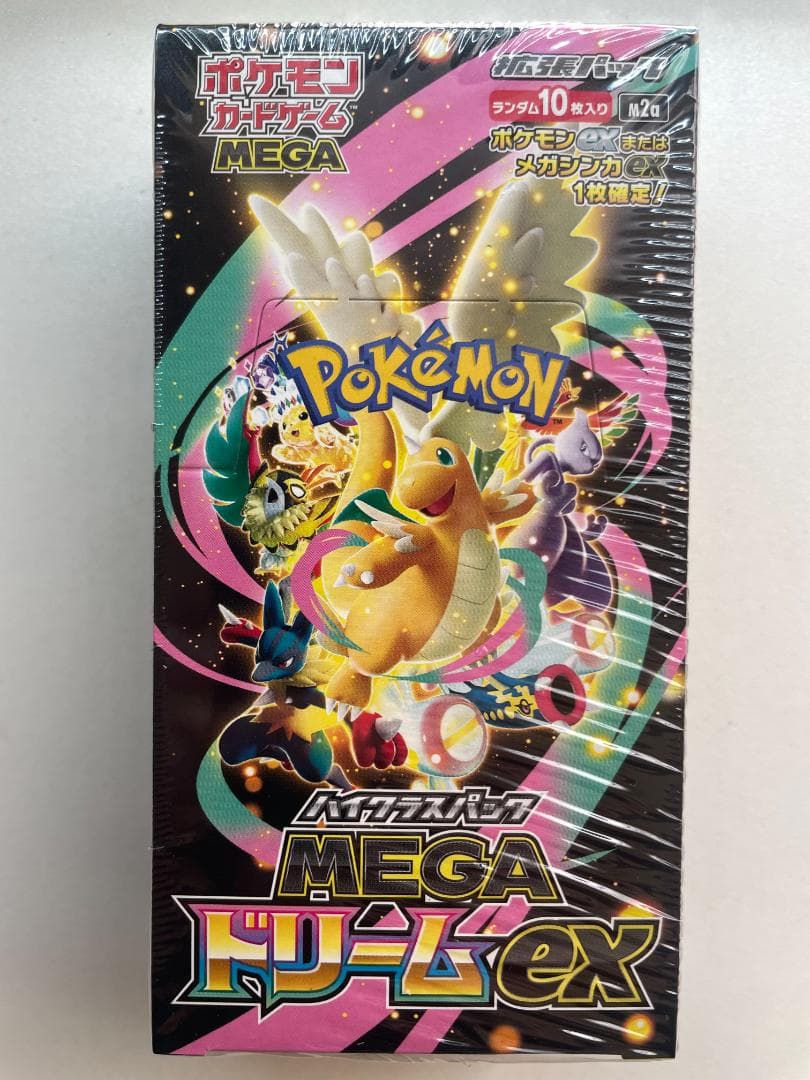 ポケモン
カードゲーム™
MEGA
拡張パック
ランダム10枚入り
M2a
ポケモンexまたは
メガシンカex
1枚確定!
POKéMON™
ハイクラスパック
MEGA
ドリームex